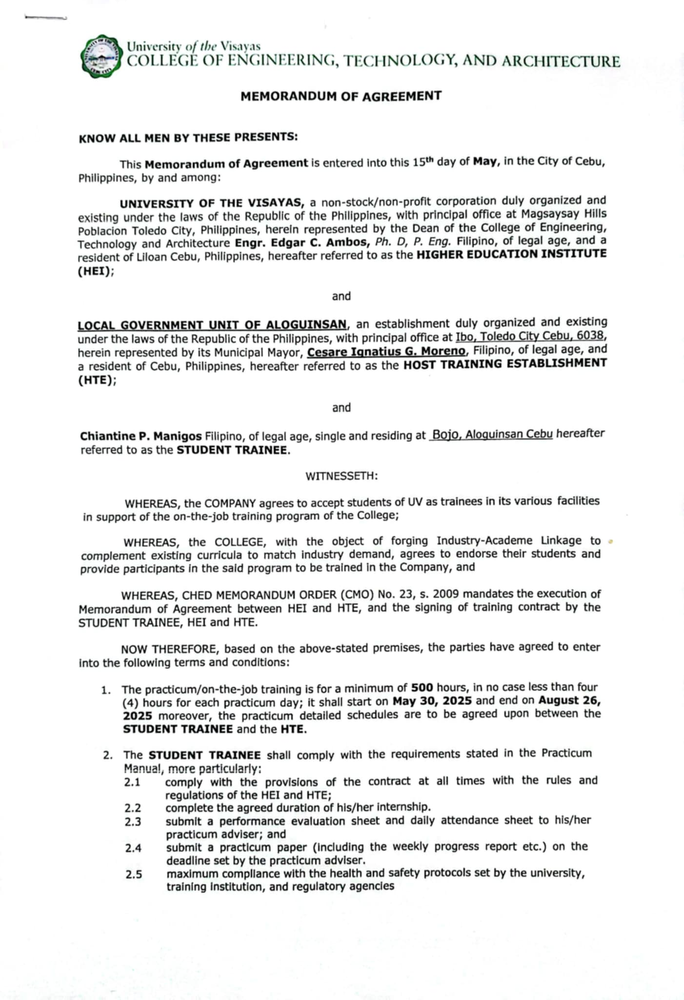 University of the Visayas
COLLEGE OF ENGINEERING, TECHNOLOGY, AND ARCHITECTURE
MEMORANDUM OF AGREEMENT
KNOW ALL MEN BY THESE PRESENTS:
This Memorandum of Agreement is entered into this 15th day of May, in the City of Cebu,
Philippines, by and among:
UNIVERSITY OF THE VISAYAS, a non-stock/non-profit corporation duly organized and
existing under the laws of the Republic of the Philippines, with principal office at Magsaysay Hills
Poblacion Toledo City, Philippines, herein represented by the Dean of the College of Engineering,
Technology and Architecture Engr. Edgar C. Ambos, Ph. D, P. Eng. Filipino, of legal age, and a
resident of Liloan Cebu, Philippines, hereafter referred to as the HIGHER EDUCATION INSTITUTE
(HEI);
and
LOCAL GOVERNMENT UNIT OF ALOGUINSAN, an establishment duly organized and existing
under the laws of the Republic of the Philippines, with principal office at Ibo, Toledo City Cebu, 6038,
herein represented by its Municipal Mayor, Cesare Ignatius G. Moreno, Filipino, of legal age, and
a resident of Cebu, Philippines, hereafter referred to as the HOST TRAINING ESTABLISHMENT
(HTE);
and
Chiantine P. Manigos Filipino, of legal age, single and residing at Bojo, Aloguinsan Cebu hereafter
referred to as the STUDENT TRAINEE.
WITNESSETH:
WHEREAS, the COMPANY agrees to accept students of UV as trainees in its various facilities
in support of the on-the-job training program of the College;
WHEREAS, the COLLEGE, with the object of forging Industry-Academe Linkage to
complement existing curricula to match industry demand, agrees to endorse their students and
provide participants in the said program to be trained in the Company, and
WHEREAS, CHED MEMORANDUM ORDER (CMO) No. 23, s. 2009 mandates the execution of
Memorandum of Agreement between HEI and HTE, and the signing of training contract by the
STUDENT TRAINEE, HEI and HTE.
NOW THEREFORE, based on the above-stated premises, the parties have agreed to enter
into the following terms and conditions:
1. The practicum/on-the-job training is for a minimum of 500 hours, in no case less than four
(4) hours for each practicum day; it shall start on May 30, 2025 and end on August 26,
2025 moreover, the practicum detailed schedules are to be agreed upon between the
STUDENT TRAINEE and the HTE.
2. The STUDENT TRAINEE shall comply with the requirements stated in the Practicum
Manual, more particularly:
2.1 comply with the provisions of the contract at all times with the rules and
regulations of the HEI and HTE;
2.2 complete the agreed duration of his/her internship.
2.3 submit a performance evaluation sheet and daily attendance sheet to his/her
practicum adviser; and
2.4 submit a practicum paper (including the weekly progress report etc.) on the
deadline set by the practicum adviser.
2.5 maximum compliance with the health and safety protocols set by the university,
training institution, and regulatory agencies